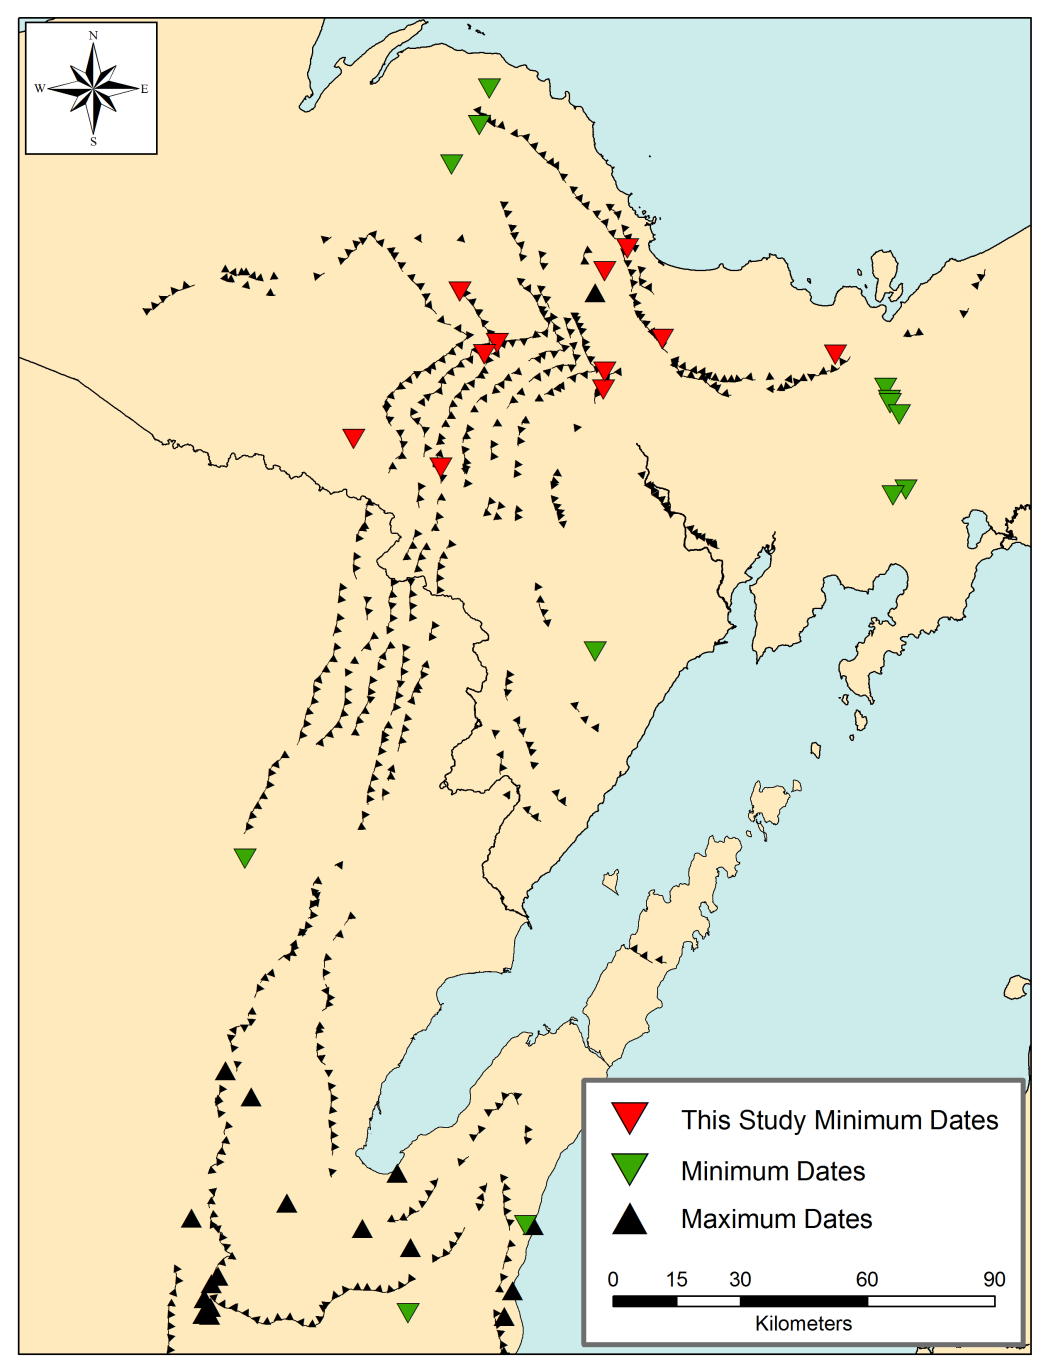 N
W E
S
This Study Minimum Dates
Minimum Dates
Maximum Dates
0 15 30 60 90
Kilometers